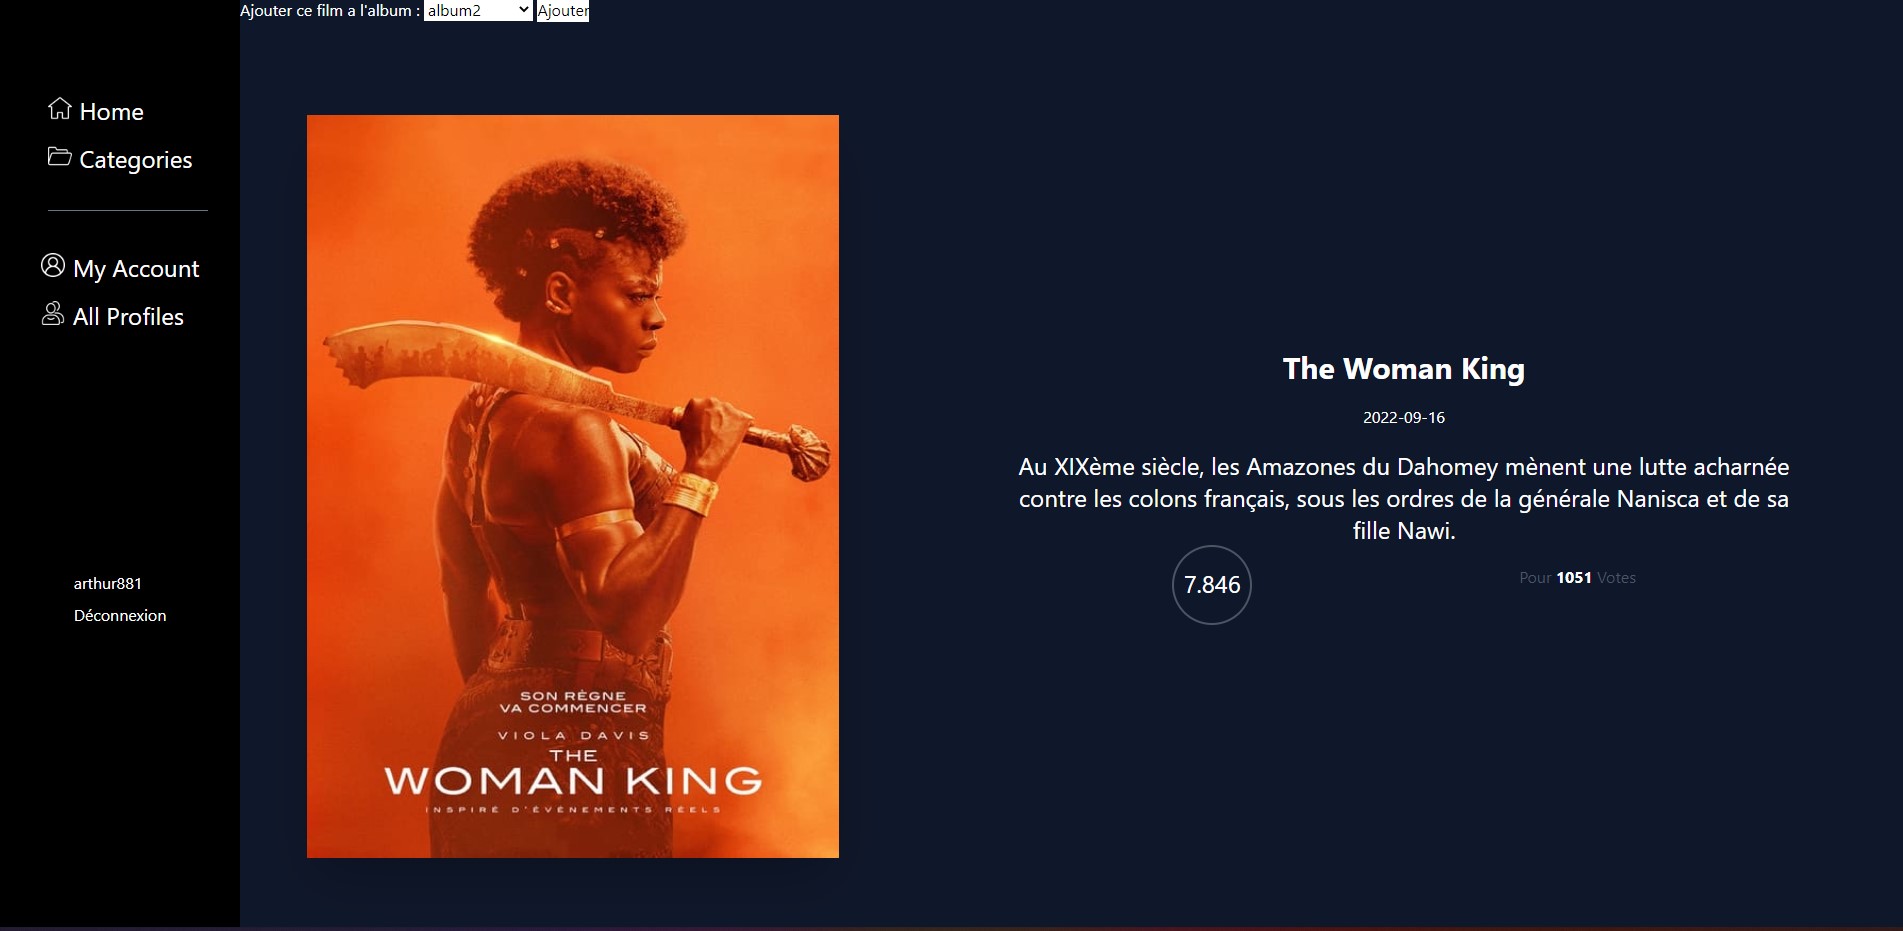 Ajouter ce film a l'album : album2 Ajouter
Home
Categories
My Account
All Profiles
arthur881
Déconnexion
SON RÈGNE
VA COMMENCER
VIOLA DAVIS
THE
WOMAN KING
INSPIRÉ D'ÉVÉNEMENTS RÉELS
The Woman King
2022-09-16
Au XIXème siècle, les Amazones du Dahomey mènent une lutte acharnée
contre les colons français, sous les ordres de la générale Nanisca et de sa
fille Nawi.
7.846
Pour 1051 Votes